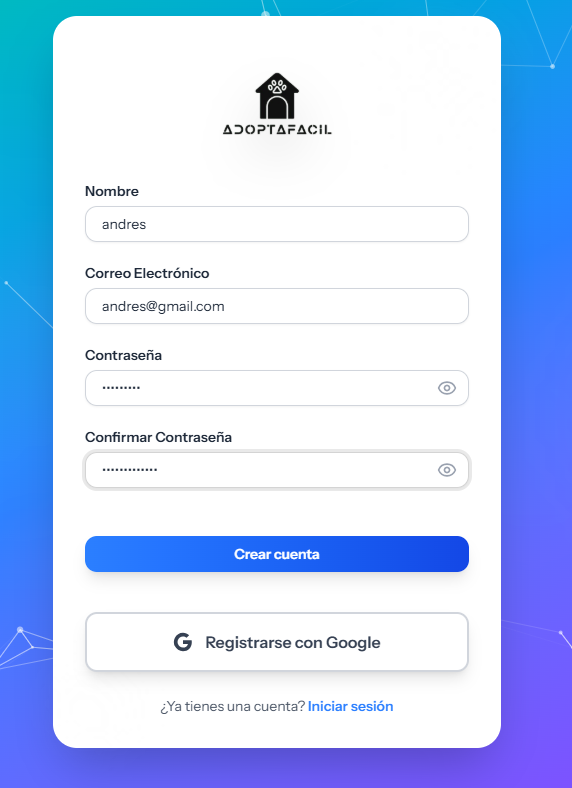 ADOPTAFACIL
Nombre
andres
Correo Electrónico
andres@gmail.com
Contraseña
•••••••••
Confirmar Contraseña
•••••••••••••
Crear cuenta
G Registrarse con Google
¿Ya tienes una cuenta? Iniciar sesión